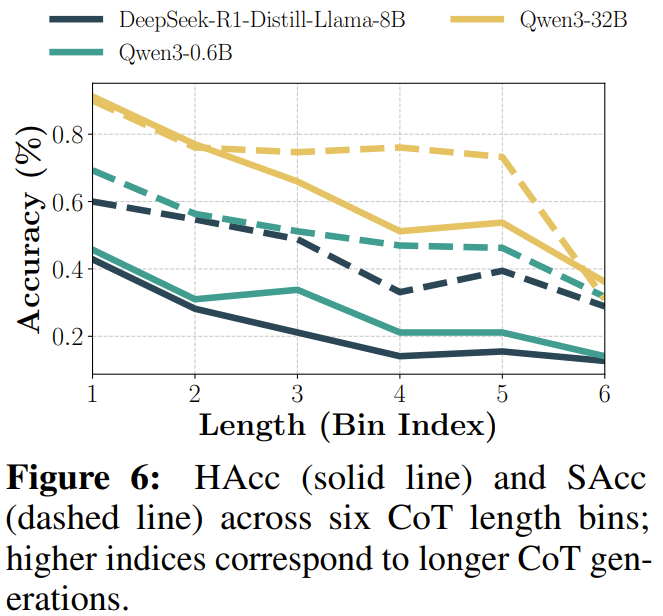 DeepSeek-R1-Distill-Llama-8B
Qwen3-32B
Qwen3-0.6B
Accuracy (%)
0.8
0.6
0.4
0.2
1 2 3 4 5 6
Length (Bin Index)
Figure 6: HAcc (solid line) and SAcc
(dashed line) across six CoT length bins;
higher indices correspond to longer CoT gen-
erations.